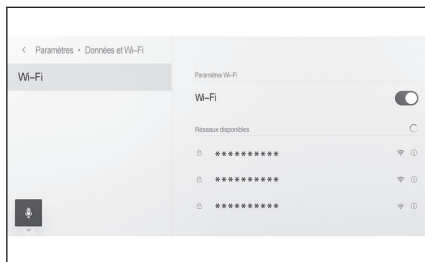 < Paramètres • Données et Wi-Fi
Wi-Fi
Paramètres Wi-Fi
Wi-Fi
Réseaux disponibles
**********
**********
**********